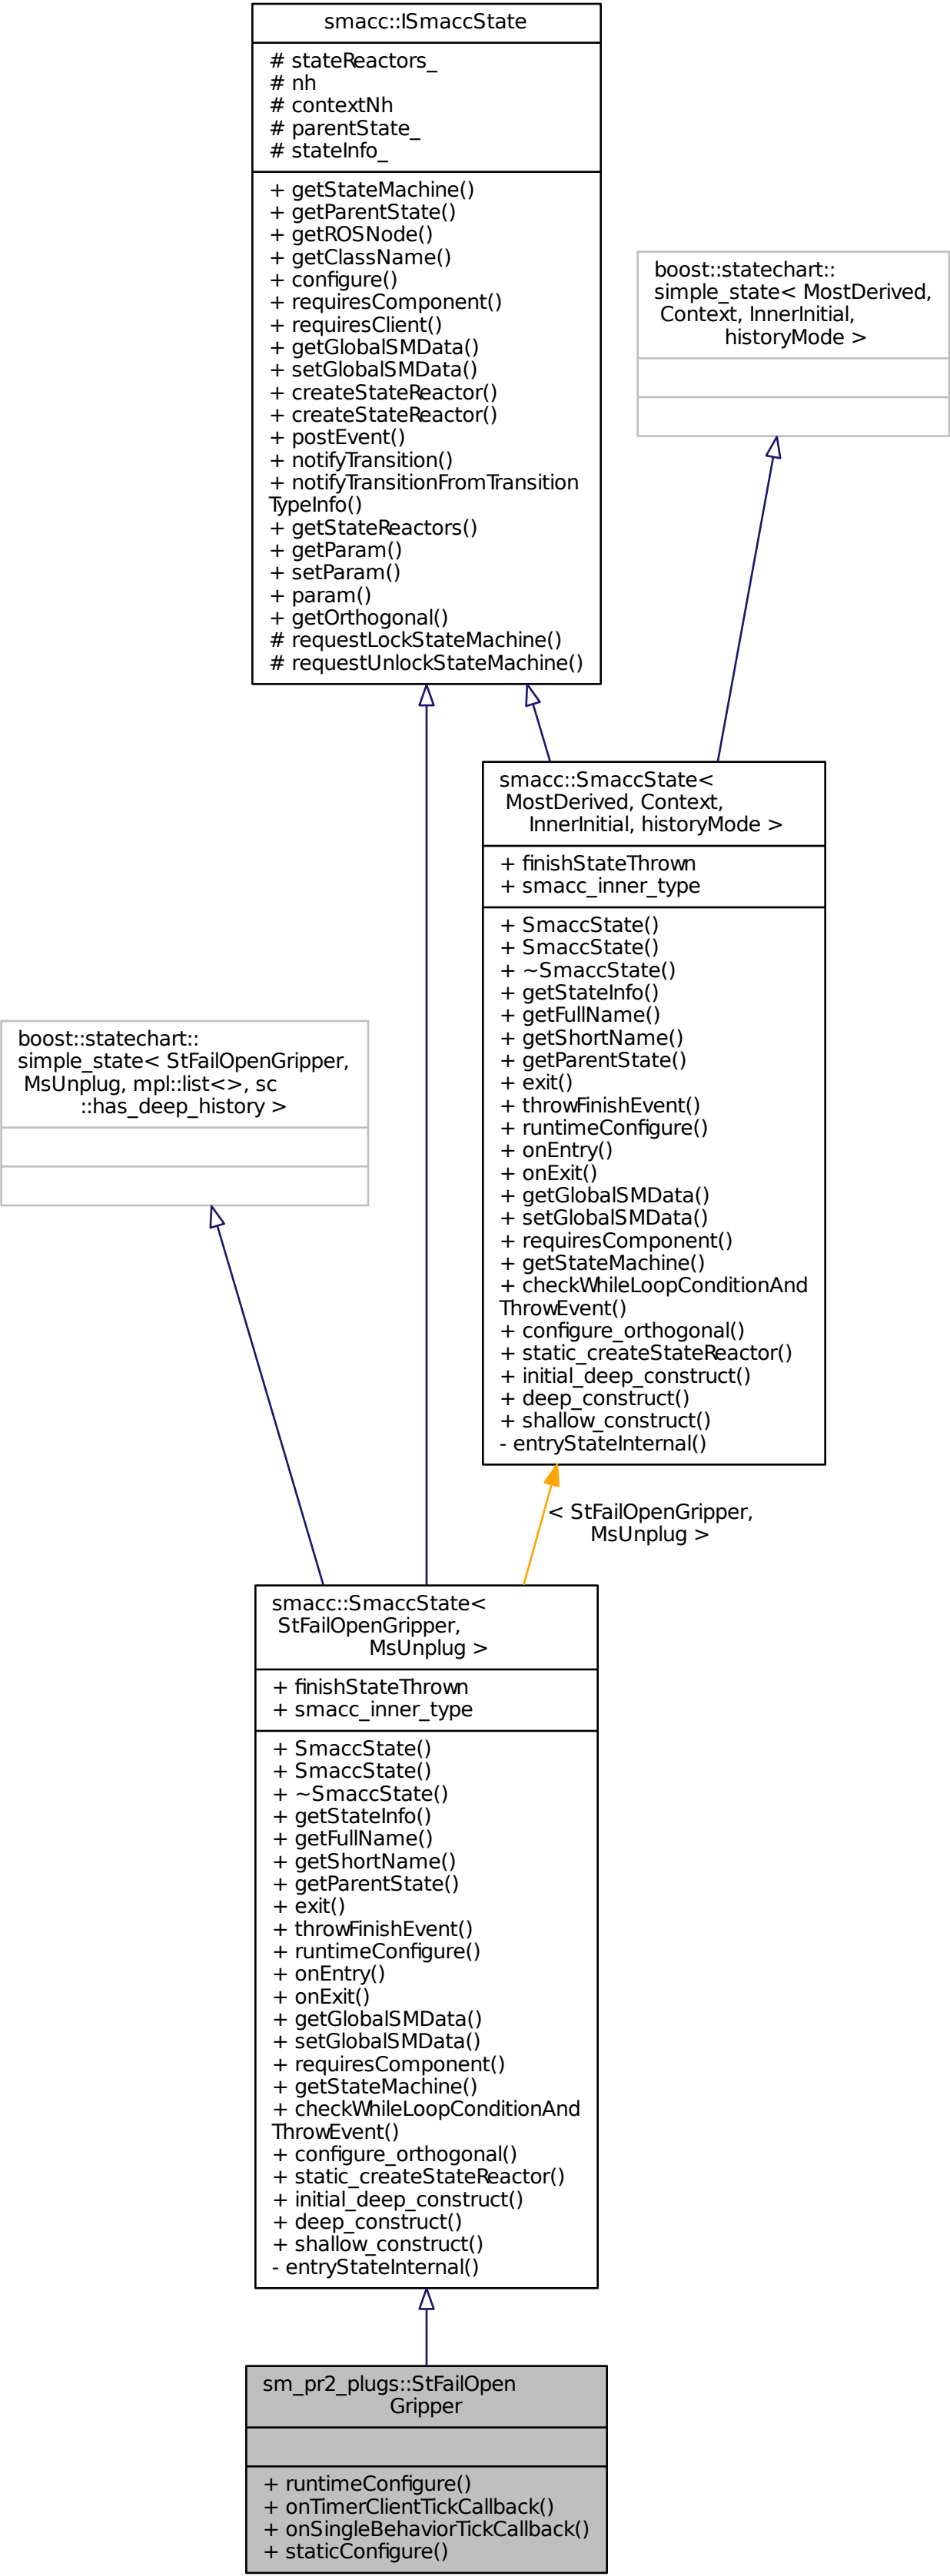 smacc::ISmaccState
# stateReactors_
# nh
# contextNh
# parentState_
# stateInfo_
+ getStateMachine()
+ getParentState()
+ getROSNode()
+ getClassName()
+ configure()
+ requiresComponent()
+ requiresClient()
+ getGlobalSMData()
+ setGlobalSMData()
+ createStateReactor()
+ createStateReactor()
+ postEvent()
+ notifyTransition()
+ notifyTransitionFromTransition
TypeInfo()
+ getStateReactors()
+ getParam()
+ setParam()
+ param()
+ getOrthogonal()
# requestLockStateMachine()
# requestUnlockStateMachine()
boost::statechart::
simple_state< MostDerived,
Context, InnerInitial,
historyMode >
smacc::SmaccState<
MostDerived, Context,
InnerInitial, historyMode >
+ finishStateThrown
+ smacc_inner_type
+ SmaccState()
+ SmaccState()
+ ~SmaccState()
+ getStateInfo()
+ getFullName()
+ getShortName()
+ getParentState()
+ exit()
+ throwFinishEvent()
+ runtimeConfigure()
+ onEntry()
+ onExit()
+ getGlobalSMData()
+ setGlobalSMData()
+ requiresComponent()
+ getStateMachine()
+ checkWhileLoopConditionAnd
ThrowEvent()
+ configure_orthogonal()
+ static_createStateReactor()
+ initial_deep_construct()
+ deep_construct()
+ shallow_construct()
- entryStateInternal()
boost::statechart::
simple_state< StFailOpenGripper,
MsUnplug, mpl::list<>, sc
::has_deep_history >
< StFailOpenGripper,
MsUnplug >
smacc::SmaccState<
StFailOpenGripper,
MsUnplug >
+ finishStateThrown
+ smacc_inner_type
+ SmaccState()
+ SmaccState()
+ ~SmaccState()
+ getStateInfo()
+ getFullName()
+ getShortName()
+ getParentState()
+ exit()
+ throwFinishEvent()
+ runtimeConfigure()
+ onEntry()
+ onExit()
+ getGlobalSMData()
+ setGlobalSMData()
+ requiresComponent()
+ getStateMachine()
+ checkWhileLoopConditionAnd
ThrowEvent()
+ configure_orthogonal()
+ static_createStateReactor()
+ initial_deep_construct()
+ deep_construct()
+ shallow_construct()
- entryStateInternal()
sm_pr2_plugs::StFailOpen
Gripper
+ runtimeConfigure()
+ onTimerClientTickCallback()
+ onSingleBehaviorTickCallback()
+ staticConfigure()